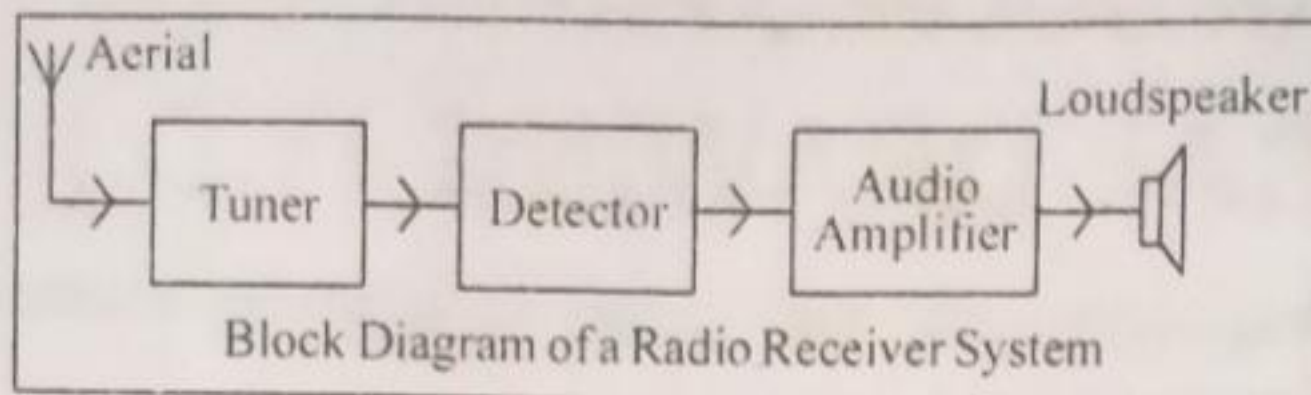 Aerial
Loudspeaker
Tuner
Detector
Audio
Amplifier
Block Diagram of a Radio Receiver System